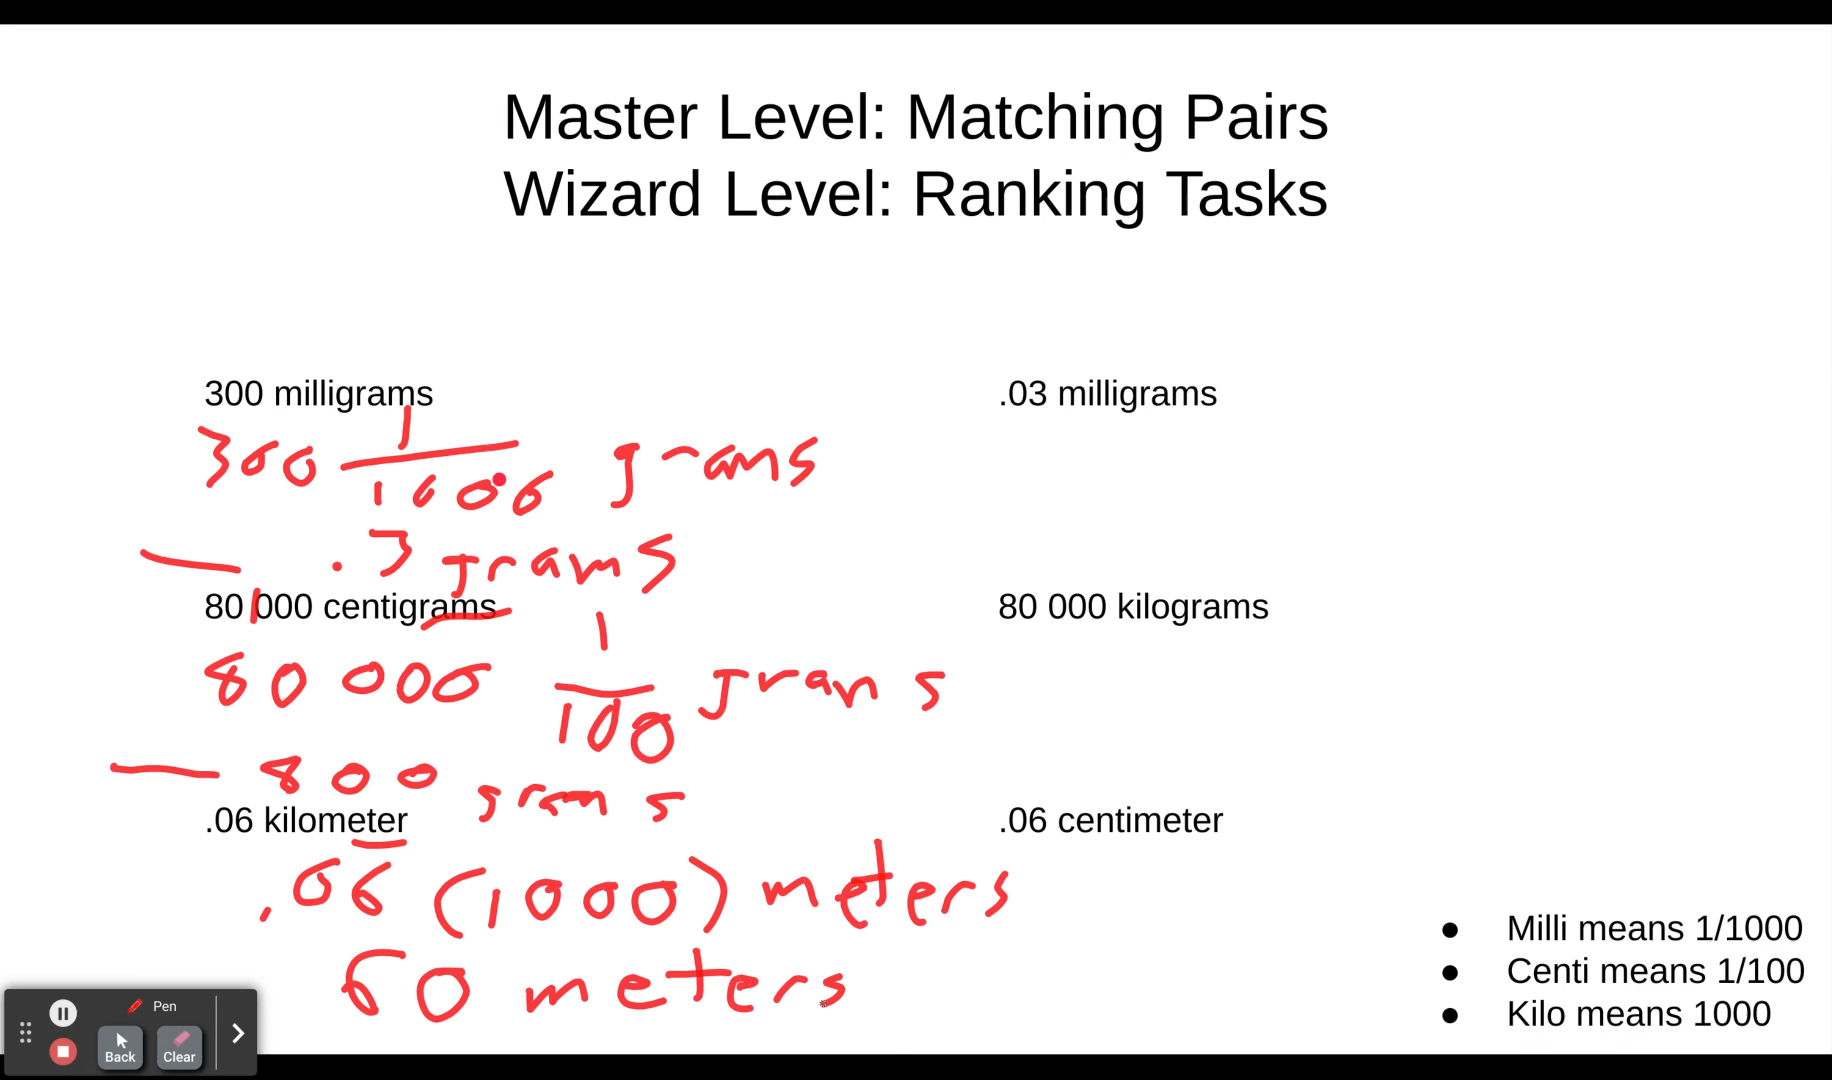 Master Level: Matching Pairs
Wizard Level: Ranking Tasks
300 milligrams
.03 milligrams
300 1/1000 grams
.3 grams
80 000 centigrams
80 000 kilograms
80 000 1/100 grams
800 grams
.06 kilometer
.06 centimeter
.06 (1000) meters
60 meters
● Milli means 1/1000
● Centi means 1/100
● Kilo means 1000
Pen
Back
Clear